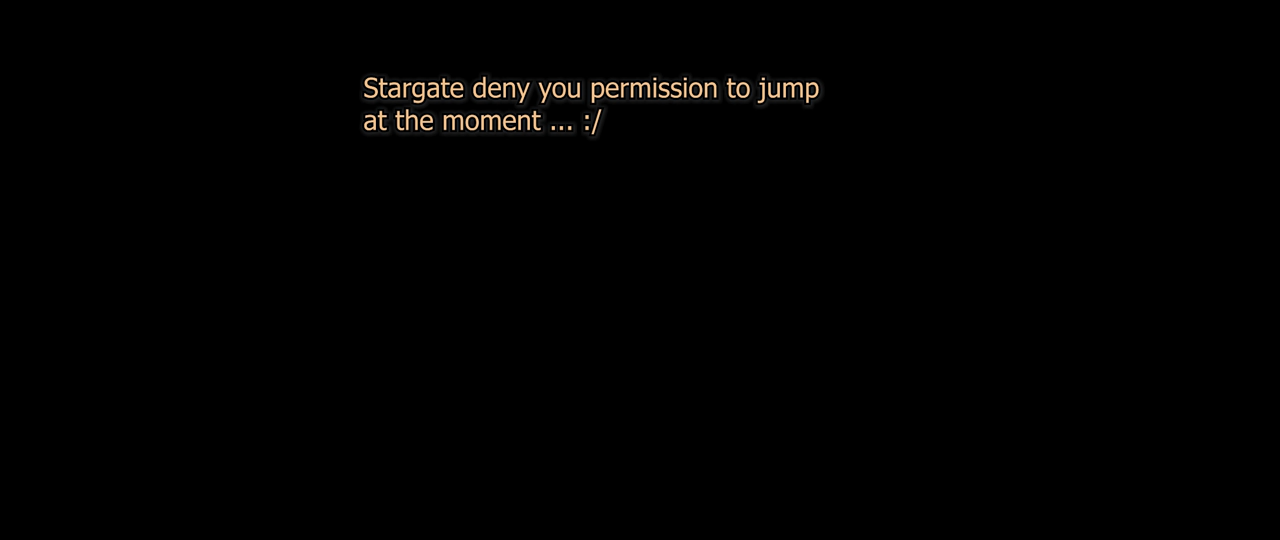 Stargate deny you permission to jump
at the moment ... :/